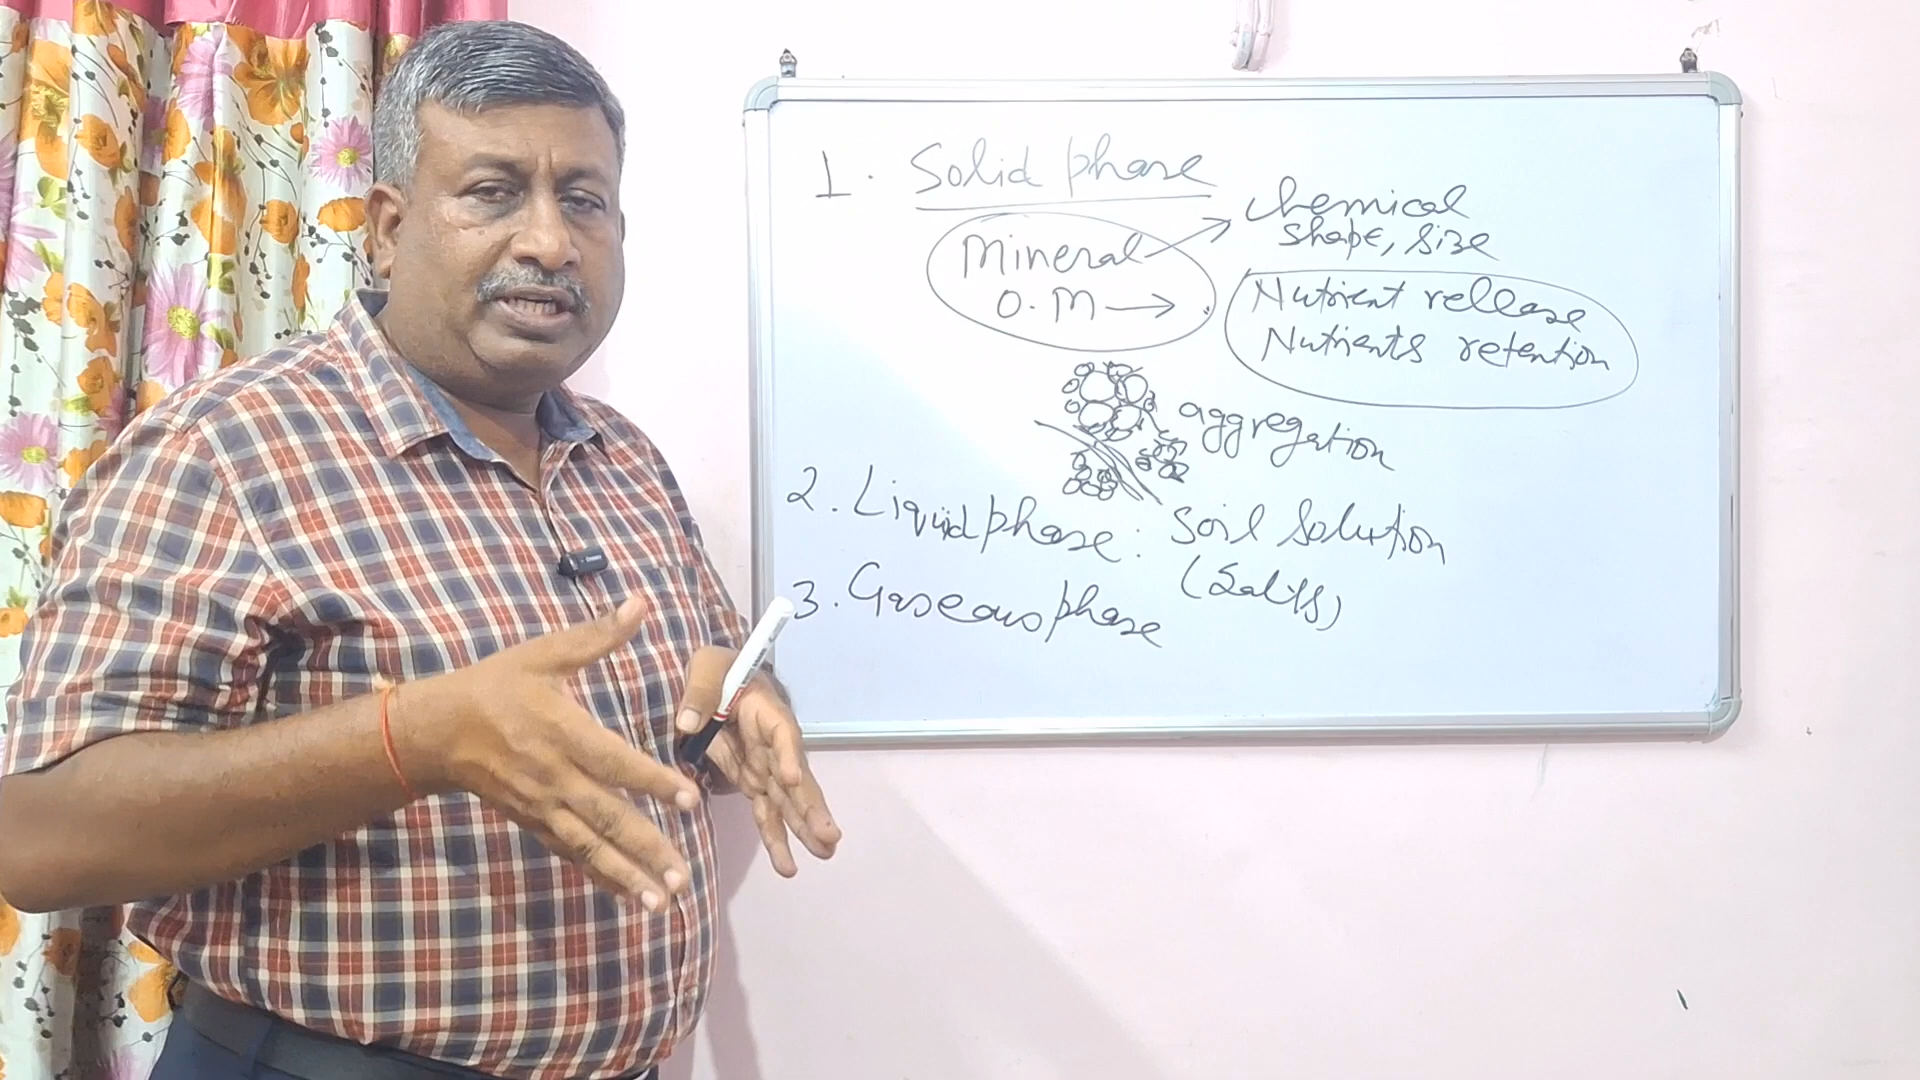 1. Solid phase
Mineral → chemical
shape, size
O.M →
Nutrient release
Nutrients retention
aggregation
2. Liquid phase: Soil Solution
(Salts)
3. Gaseous phase